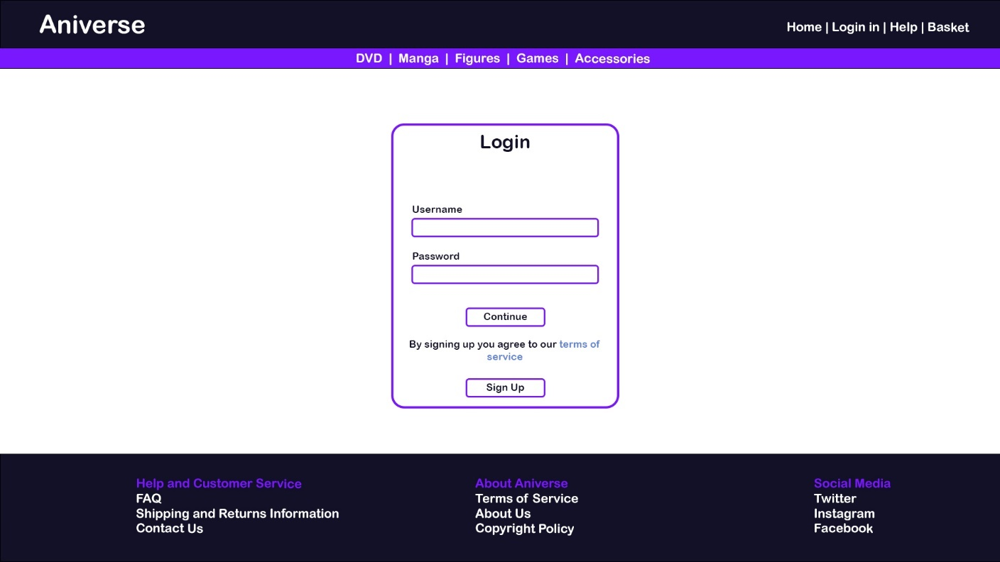 Aniverse
Home | Login in | Help | Basket
DVD | Manga | Figures | Games | Accessories
Login
Username
Password
Continue
By signing up you agree to our terms of
service
Sign Up
Help and Customer Service
FAQ
Shipping and Returns Information
Contact Us
About Aniverse
Terms of Service
About Us
Copyright Policy
Social Media
Twitter
Instagram
Facebook